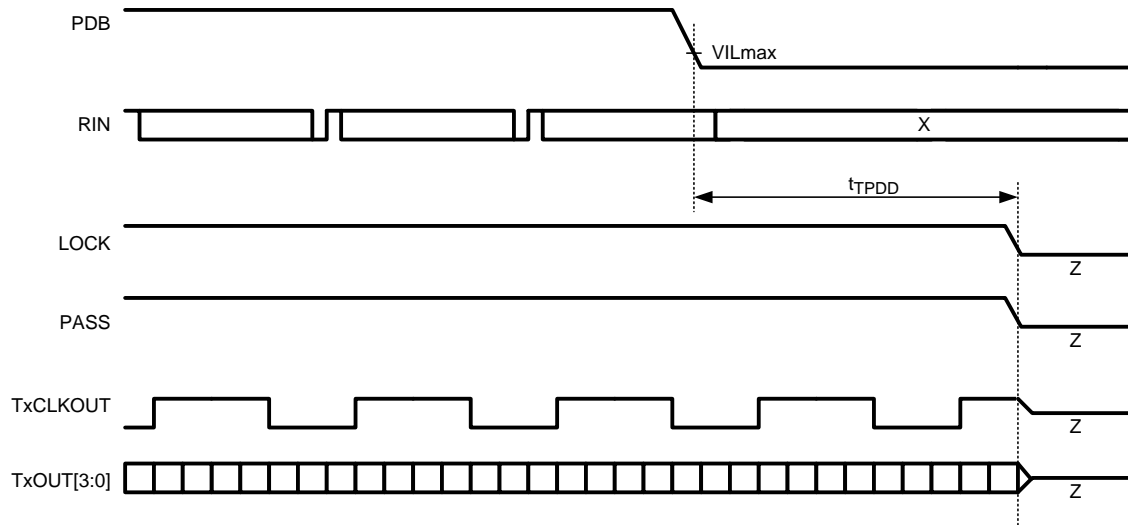 PDB
VILmax
RIN
X
tTPDD
LOCK
Z
PASS
Z
TxCLKOUT
Z
TxOUT[3:0]
Z